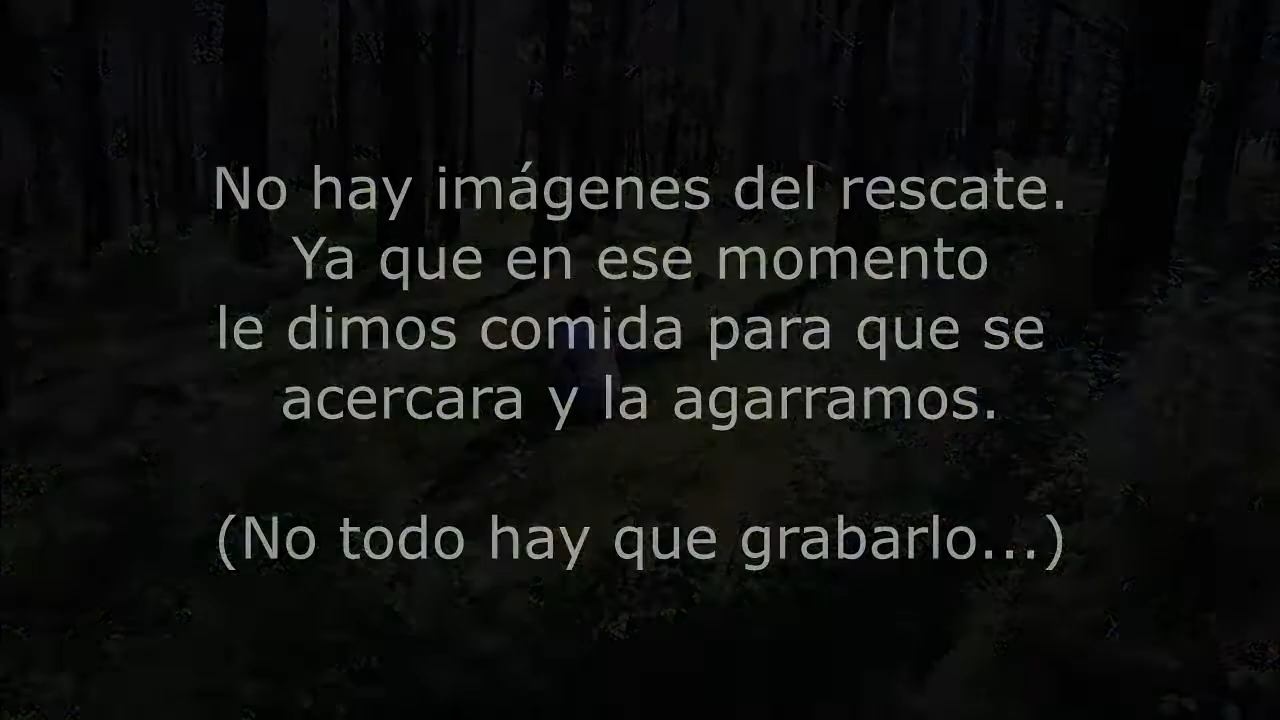 No hay imágenes del rescate.
Ya que en ese momento
le dimos comida para que se
acercara y la agarramos.
(No todo hay que grabarlo...)